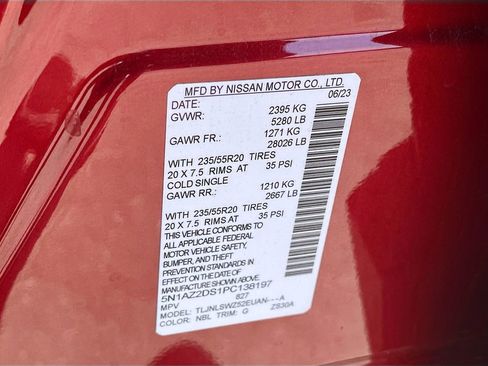 MFD BY NISSAN MOTOR CO., LTD.
DATE: 06/23
GVWR: 2395 KG
5280 LB
GAWR FR.: 1271 KG
28026 LB
WITH 235/55R20 TIRES
20 X 7.5 RIMS AT 35 PSI
COLD SINGLE
GAWR RR.: 1210 KG
2667 LB
WITH 235/55R20 TIRES
20 X 7.5 RIMS AT 35 PSI
THIS VEHICLE CONFORMS TO
ALL APPLICABLE FEDERAL
MOTOR VEHICLE SAFETY,
BUMPER, AND THEFT
PREVENTION STANDARDS IN
EFFECT ON THE DATE OF
MANUFACTURE SHOWN ABOVE.
5N1AZ2DS1PC138197
MPV 827
MODEL: TLJNLSWZ52EUAN---A
COLOR: NBL TRIM: G ZS30A